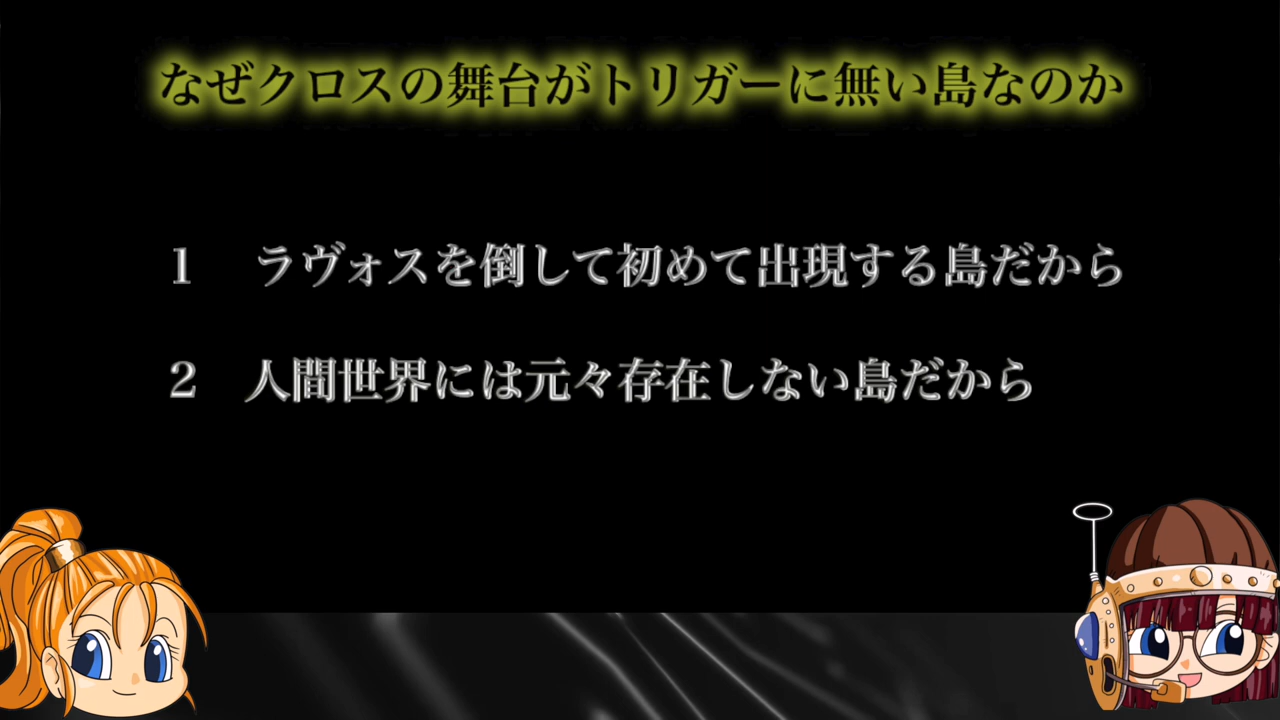 なぜクロスの舞台がトリガーに無い島なのか
1　ラヴォスを倒して初めて出現する島だから
2　人間世界には元々存在しない島だから